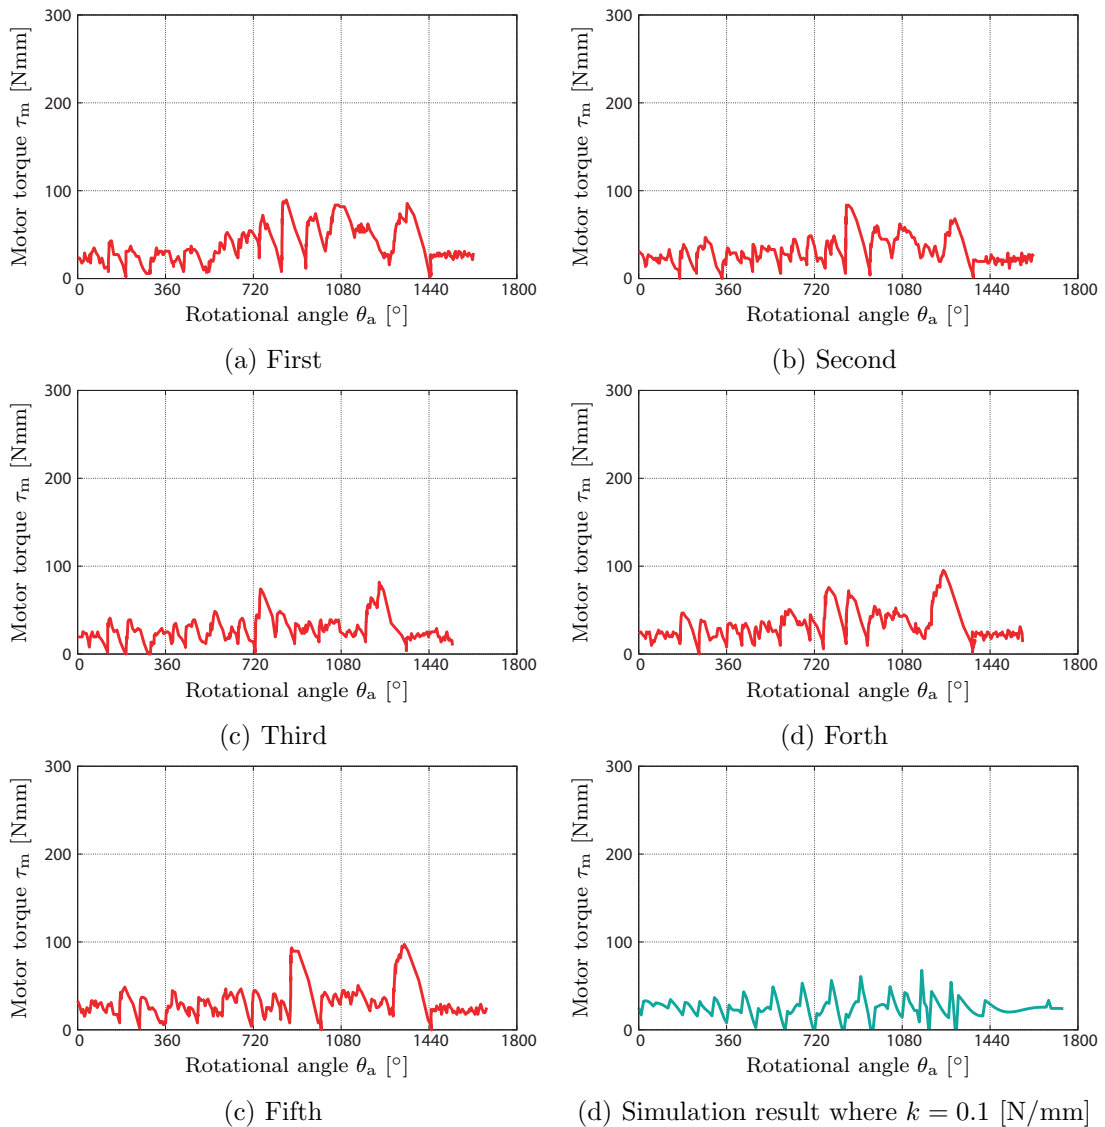 300
200
100
0
0 360 720 1080 1440 1800
Motor torque τm [Nmm]
Rotational angle θa [°]
(a) First
300
200
100
0
0 360 720 1080 1440 1800
Motor torque τm [Nmm]
Rotational angle θa [°]
(b) Second
300
200
100
0
0 360 720 1080 1440 1800
Motor torque τm [Nmm]
Rotational angle θa [°]
(c) Third
300
200
100
0
0 360 720 1080 1440 1800
Motor torque τm [Nmm]
Rotational angle θa [°]
(d) Forth
300
200
100
0
0 360 720 1080 1440 1800
Motor torque τm [Nmm]
Rotational angle θa [°]
(c) Fifth
300
200
100
0
0 360 720 1080 1440 1800
Motor torque τm [Nmm]
Rotational angle θa [°]
(d) Simulation result where k = 0.1 [N/mm]